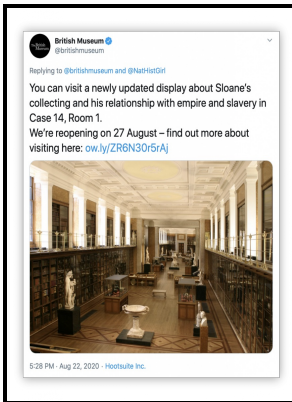 British Museum
@britishmuseum
Replying to @britishmuseum and @NatHistGirl
You can visit a newly updated display about Sloane's
collecting and his relationship with empire and slavery in
Case 14, Room 1.
We're reopening on 27 August – find out more about
visiting here: ow.ly/ZR6N30r5rAj
5:28 PM · Aug 22, 2020 · Hootsuite Inc.